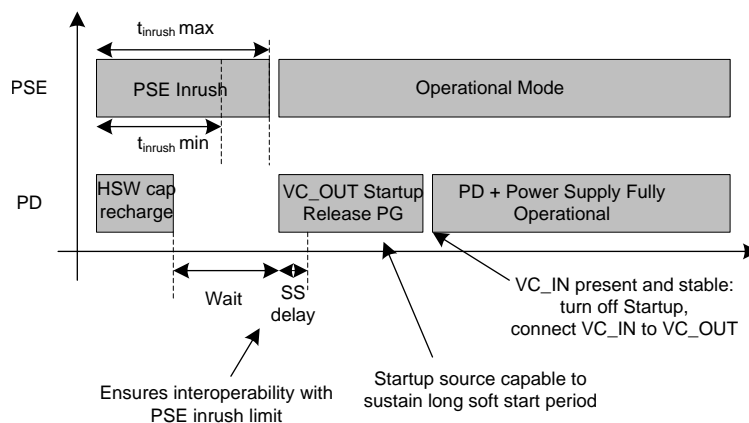 tinrush max
PSE
PSE Inrush
Operational Mode
tinrush min
PD
HSW cap
recharge
VC_OUT Startup
Release PG
PD + Power Supply Fully
Operational
Wait
SS
delay
VC_IN present and stable:
turn off Startup,
connect VC_IN to VC_OUT
Ensures interoperability with
PSE inrush limit
Startup source capable to
sustain long soft start period